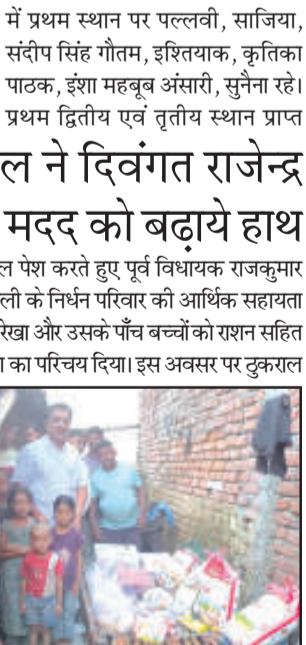 में प्रथम स्थान पर पल्लवी, साजिया,
संदीप सिंह गौतम, इश्तियाक, कृतिका
पाठक, इंशा महबूब अंसारी, सुनैना रहे।
प्रथम द्वितीय एवं तृतीय स्थान प्राप्त
ल ने दिवंगत राजेन्द्र
मदद को बढ़ाये हाथ
ल पेश करते हुए पूर्व विधायक राजकुमार
ली के निर्धन परिवार की आर्थिक सहायता
रेखा और उसके पाँच बच्चों को राशन सहित
ा का परिचय दिया। इस अवसर पर ठुकराल